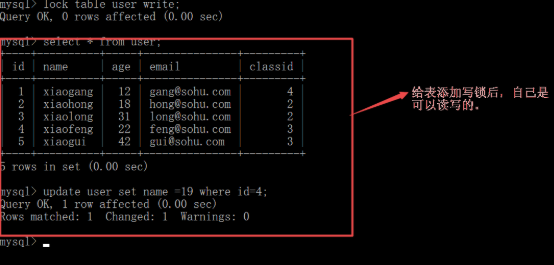 mysql> lock table user write;
Query OK, 0 rows affected (0.00 sec)
mysql> select * from user;
+----+----------+-----+---------------+---------+
| id | name | age | email | classid |
+----+----------+-----+---------------+---------+
| 1 | xiaogang | 12 | gang@sohu.com | 4 |
| 2 | xiaohong | 18 | hong@sohu.com | 2 |
| 3 | xiaolong | 31 | long@sohu.com | 2 |
| 4 | xiaofeng | 22 | feng@sohu.com | 3 |
| 5 | xiaogui | 42 | gui@sohu.com | 3 |
+----+----------+-----+---------------+---------+
5 rows in set (0.00 sec)
给表添加写锁后，自己是
可以读写的。
mysql> update user set name =19 where id=4;
Query OK, 1 row affected (0.00 sec)
Rows matched: 1 Changed: 1 Warnings: 0
mysql>